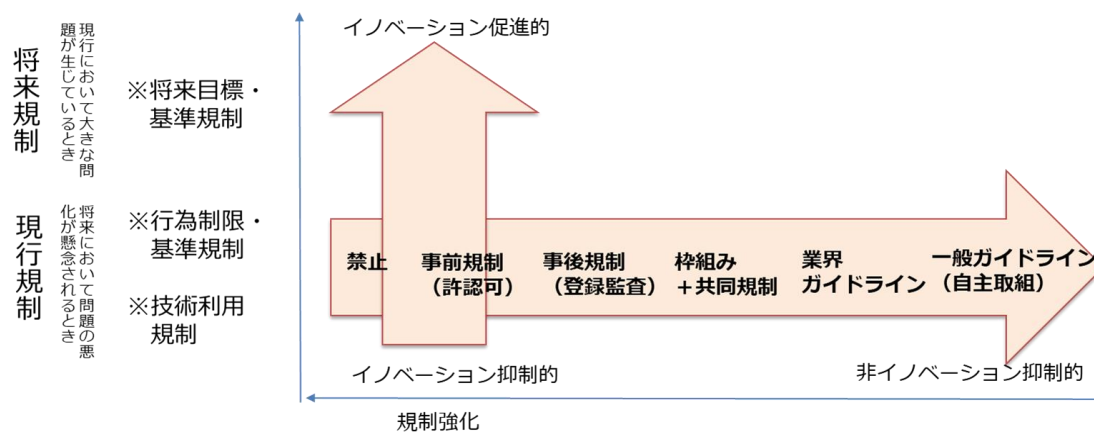 イノベーション促進的
将来規制
現行において大きな問
題が生じているとき
※将来目標・
基準規制
現行規制
将来において問題の悪
化が懸念されるとき
※行為制限・
基準規制
※技術利用
規制
禁止
事前規制
（許認可）
事後規制
（登録監査）
枠組み
＋共同規制
業界
ガイドライン
一般ガイドライン
（自主取組）
イノベーション抑制的
非イノベーション抑制的
規制強化